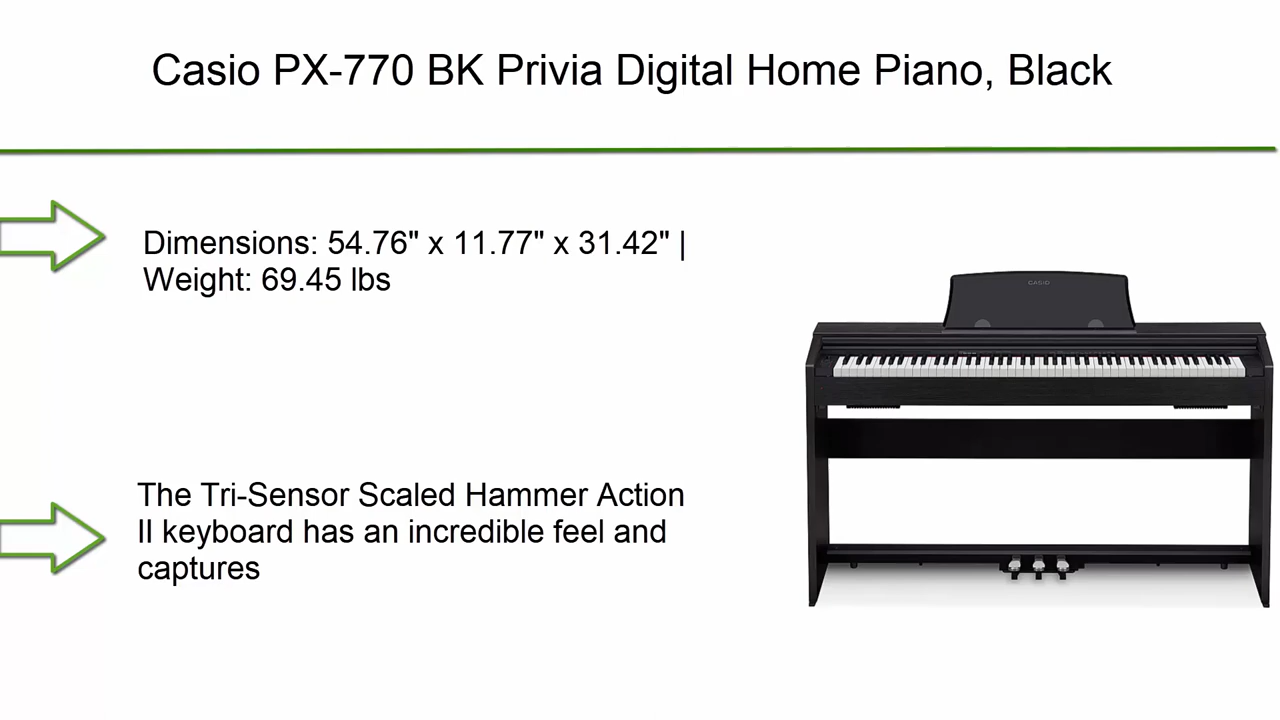 Casio PX-770 BK Privia Digital Home Piano, Black
Dimensions: 54.76" x 11.77" x 31.42" |
Weight: 69.45 lbs
CASIO
The Tri-Sensor Scaled Hammer Action
II keyboard has an incredible feel and
captures